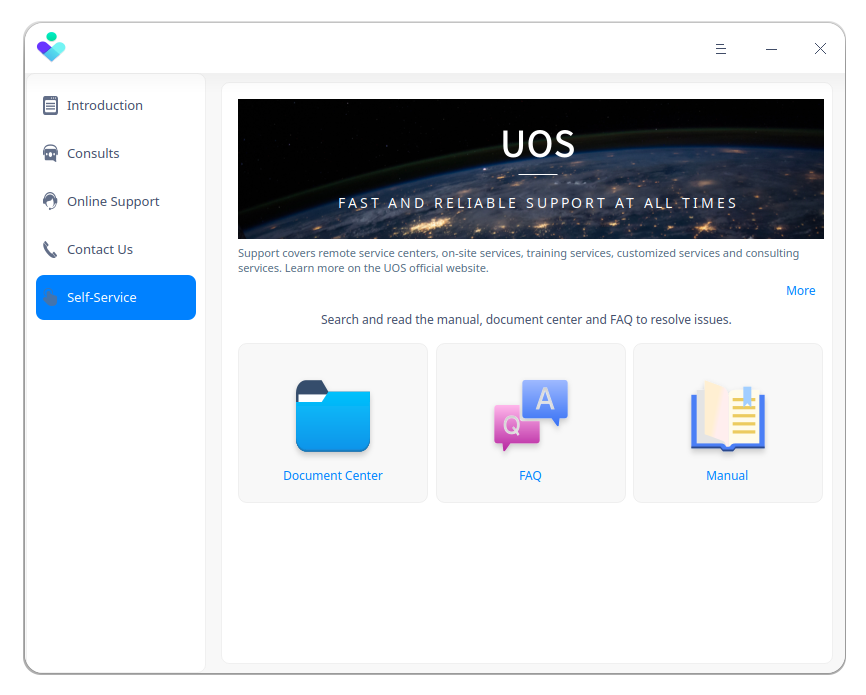 Introduction
Consults
Online Support
Contact Us
Self-Service
UOS
FAST AND RELIABLE SUPPORT AT ALL TIMES
Support covers remote service centers, on-site services, training services, customized services and consulting
services. Learn more on the UOS official website.
More
Search and read the manual, document center and FAQ to resolve issues.
Q
A
Document Center
FAQ
Manual